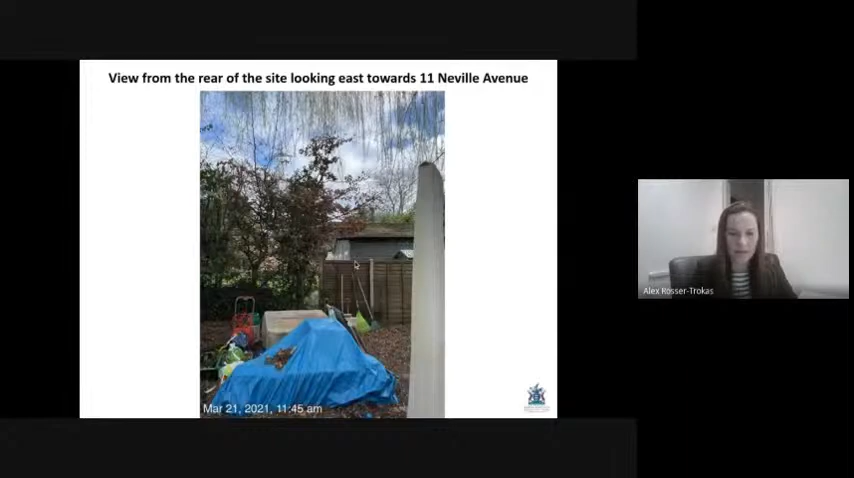 View from the rear of the site looking east towards 11 Neville Avenue
Mar 21, 2021, 11:45 am
Alex Rosser-Trokas